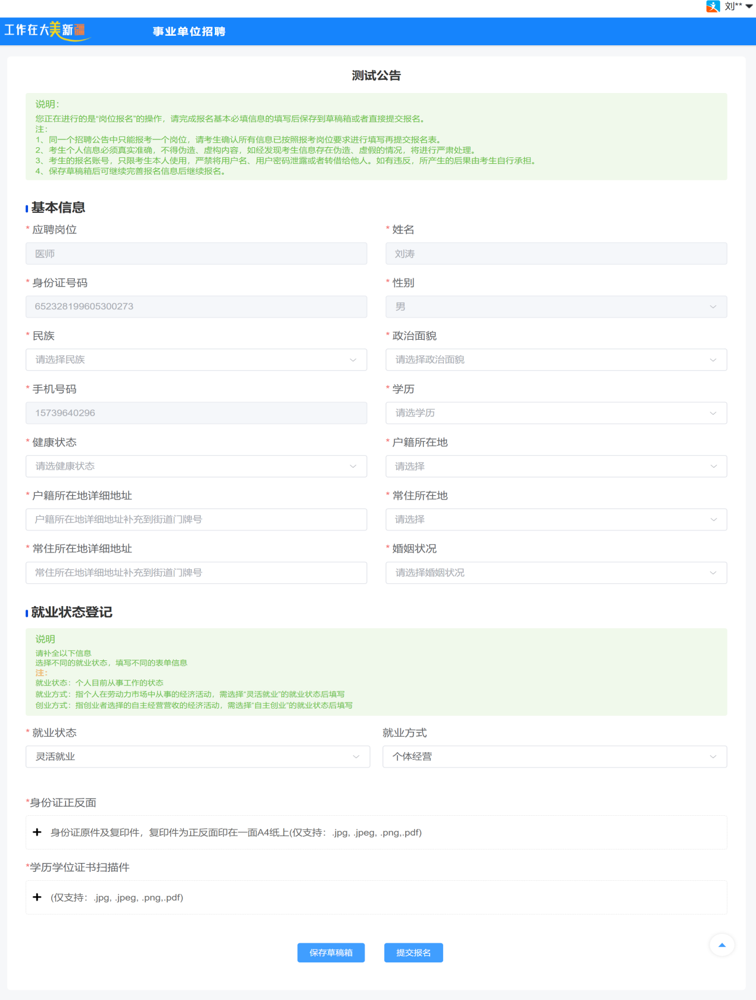 刘**
工作在大美新疆
事业单位招聘
测试公告
说明：
您正在进行的是“岗位报名”的操作，请完成报名基本必填信息的填写后保存到草稿箱或者直接提交报名。
注：
1、同一个招聘公告中只能报考一个岗位，请考生确认所有信息已按照报考岗位要求进行填写再提交报名表。
2、考生个人信息必须真实准确，不得伪造、虚构内容，如经发现考生信息存在伪造、虚假的情况，将进行严肃处理。
3、考生的报名账号，只限考生本人使用，严禁将用户名、用户密码泄露或者转借给他人。如有违反，所产生的后果由考生自行承担。
4、保存草稿箱后可继续完善报名信息后继续报名。
基本信息
* 应聘岗位
* 姓名
医师
刘涛
* 身份证号码
* 性别
652328199605300273
男
* 民族
* 政治面貌
请选择民族
请选择政治面貌
* 手机号码
* 学历
15739640296
请选学历
* 健康状态
* 户籍所在地
请选健康状态
请选择
* 户籍所在地详细地址
* 常住所在地
户籍所在地详细地址补充到街道门牌号
请选择
* 常住所在地详细地址
* 婚姻状况
常住所在地详细地址补充到街道门牌号
请选择婚姻状况
就业状态登记
说明
请补全以下信息
选择不同的就业状态，填写不同的表单信息
注：
就业状态：个人目前从事工作的状态
就业方式：指个人在劳动力市场中从事的经济活动，需选择“灵活就业”的就业状态后填写
创业方式：指创业者选择的自主经营营收的经济活动，需选择“自主创业”的就业状态后填写
* 就业状态
就业方式
灵活就业
个体经营
*身份证正反面
+ 身份证原件及复印件，复印件为正反面印在一面A4纸上(仅支持：.jpg, .jpeg, .png,.pdf)
*学历学位证书扫描件
+ (仅支持：.jpg, .jpeg, .png,.pdf)
保存草稿箱
提交报名